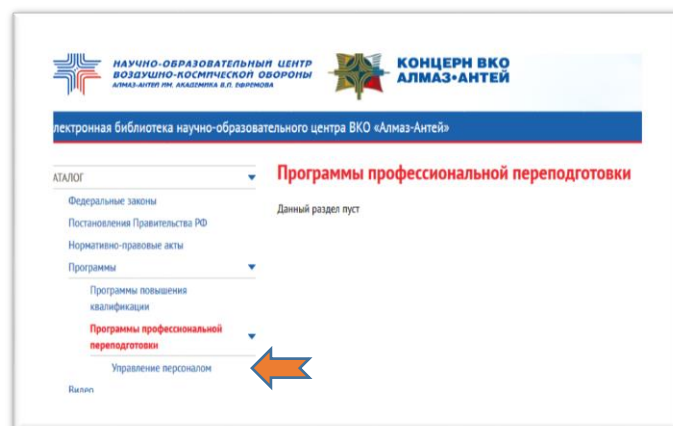 НАУЧНО-ОБРАЗОВАТЕЛЬНЫЙ ЦЕНТР
ВОЗДУШНО-КОСМИЧЕСКОЙ ОБОРОНЫ
АЛМАЗ-АНТЕЙ ИМ. АКАДЕМИКА В.П. ЕФРЕМОВА
КОНЦЕРН ВКО
АЛМАЗ•АНТЕЙ
лектронная библиотека научно-образовательного центра ВКО «Алмаз-Антей»
АТАЛОГ
Федеральные законы
Постановления Правительства РФ
Нормативно-правовые акты
Программы
Программы повышения
квалификации
Программы профессиональной
переподготовки
Управление персоналом
Видео
Программы профессиональной переподготовки
Данный раздел пуст